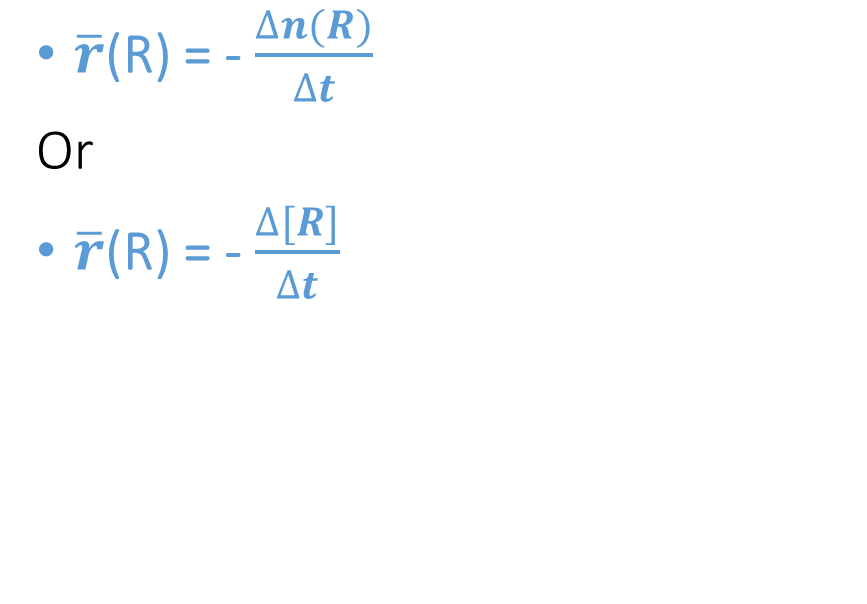 • r̅(R) = - Δn(R)/Δt
Or
• r̅(R) = - Δ[R]/Δt